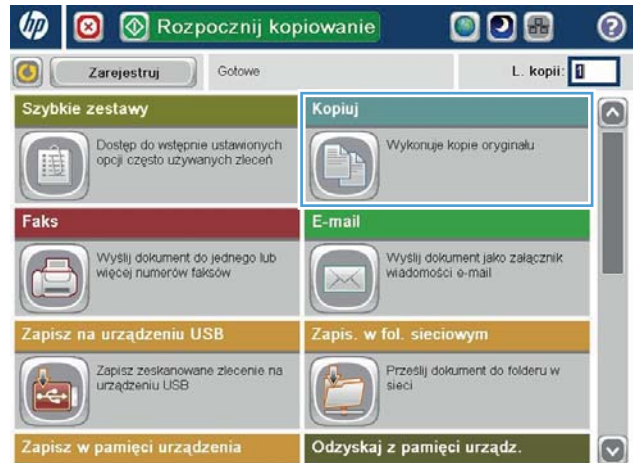 hp
Rozpocznij kopiowanie
?
Zarejestruj
Gotowe
L. kopii: 1
Szybkie zestawy
Kopiuj
Dostęp do wstępnie ustawionych
opcji często używanych zleceń
Wykonuje kopie oryginału
Faks
E-mail
Wyślij dokument do jednego lub
więcej numerów faksów
Wyślij dokument jako załącznik
wiadomości e-mail
Zapisz na urządzeniu USB
Zapis. w fol. sieciowym
Zapisz zeskanowane zlecenie na
urządzeniu USB
Prześlij dokument do folderu w
sieci
Zapisz w pamięci urządzenia
Odzyskaj z pamięci urządz.